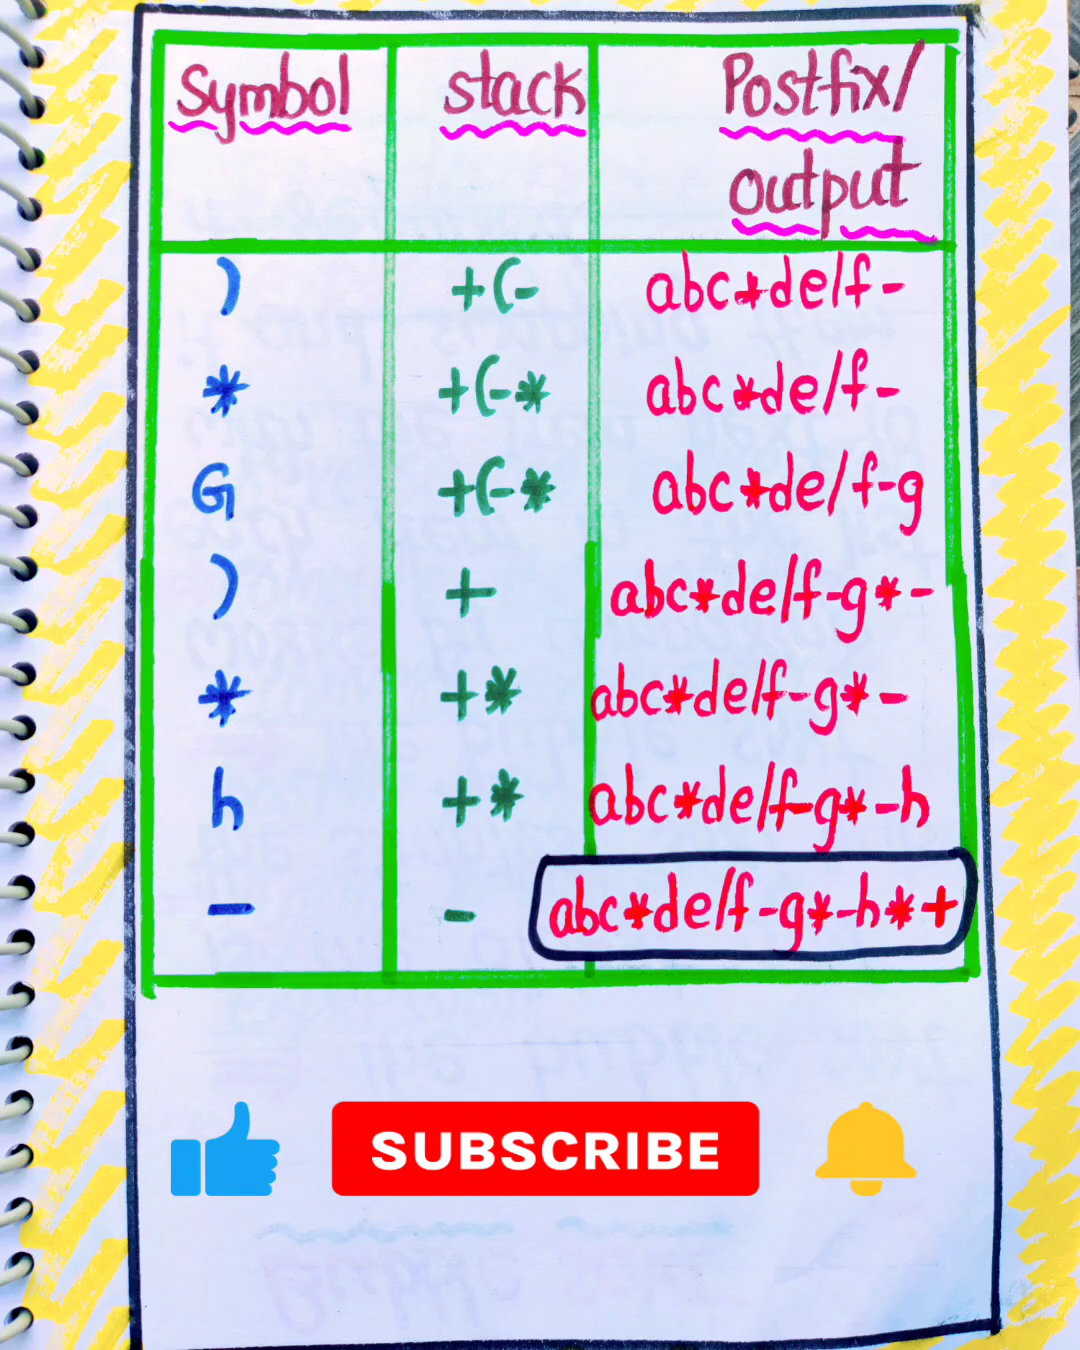 Symbol stack Postfix/
output
) +(- abc*de/f-
* +(-* abc*de/f-
G +(-* abc*de/f-g
) + abc*de/f-g*-
* +* abc*de/f-g*-
h +* abc*de/f-g*-h
- - abc*de/f-g*-h*+
SUBSCRIBE